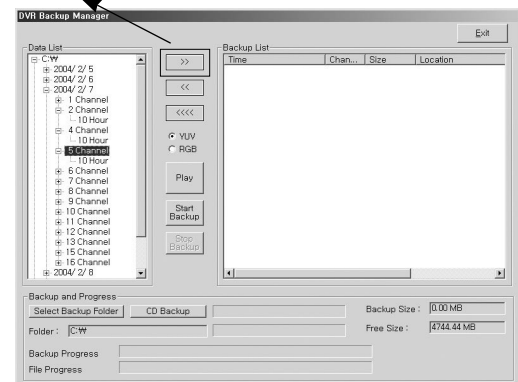 DVR Backup Manager
Exit
Data List
C:₩
2004/ 2/ 5
2004/ 2/ 6
2004/ 2/ 7
1 Channel
2 Channel
10 Hour
4 Channel
10 Hour
5 Channel
10 Hour
6 Channel
7 Channel
8 Channel
9 Channel
10 Channel
11 Channel
12 Channel
13 Channel
15 Channel
16 Channel
2004/ 2/ 8
>>
<<
<<<<
YUV
RGB
Play
Start
Backup
Stop
Backup
Backup List
Time Chan... Size Location
Backup and Progress
Select Backup Folder CD Backup Backup Size : 0.00 MB
Folder : C:₩ Free Size : 4744.44 MB
Backup Progress
File Progress